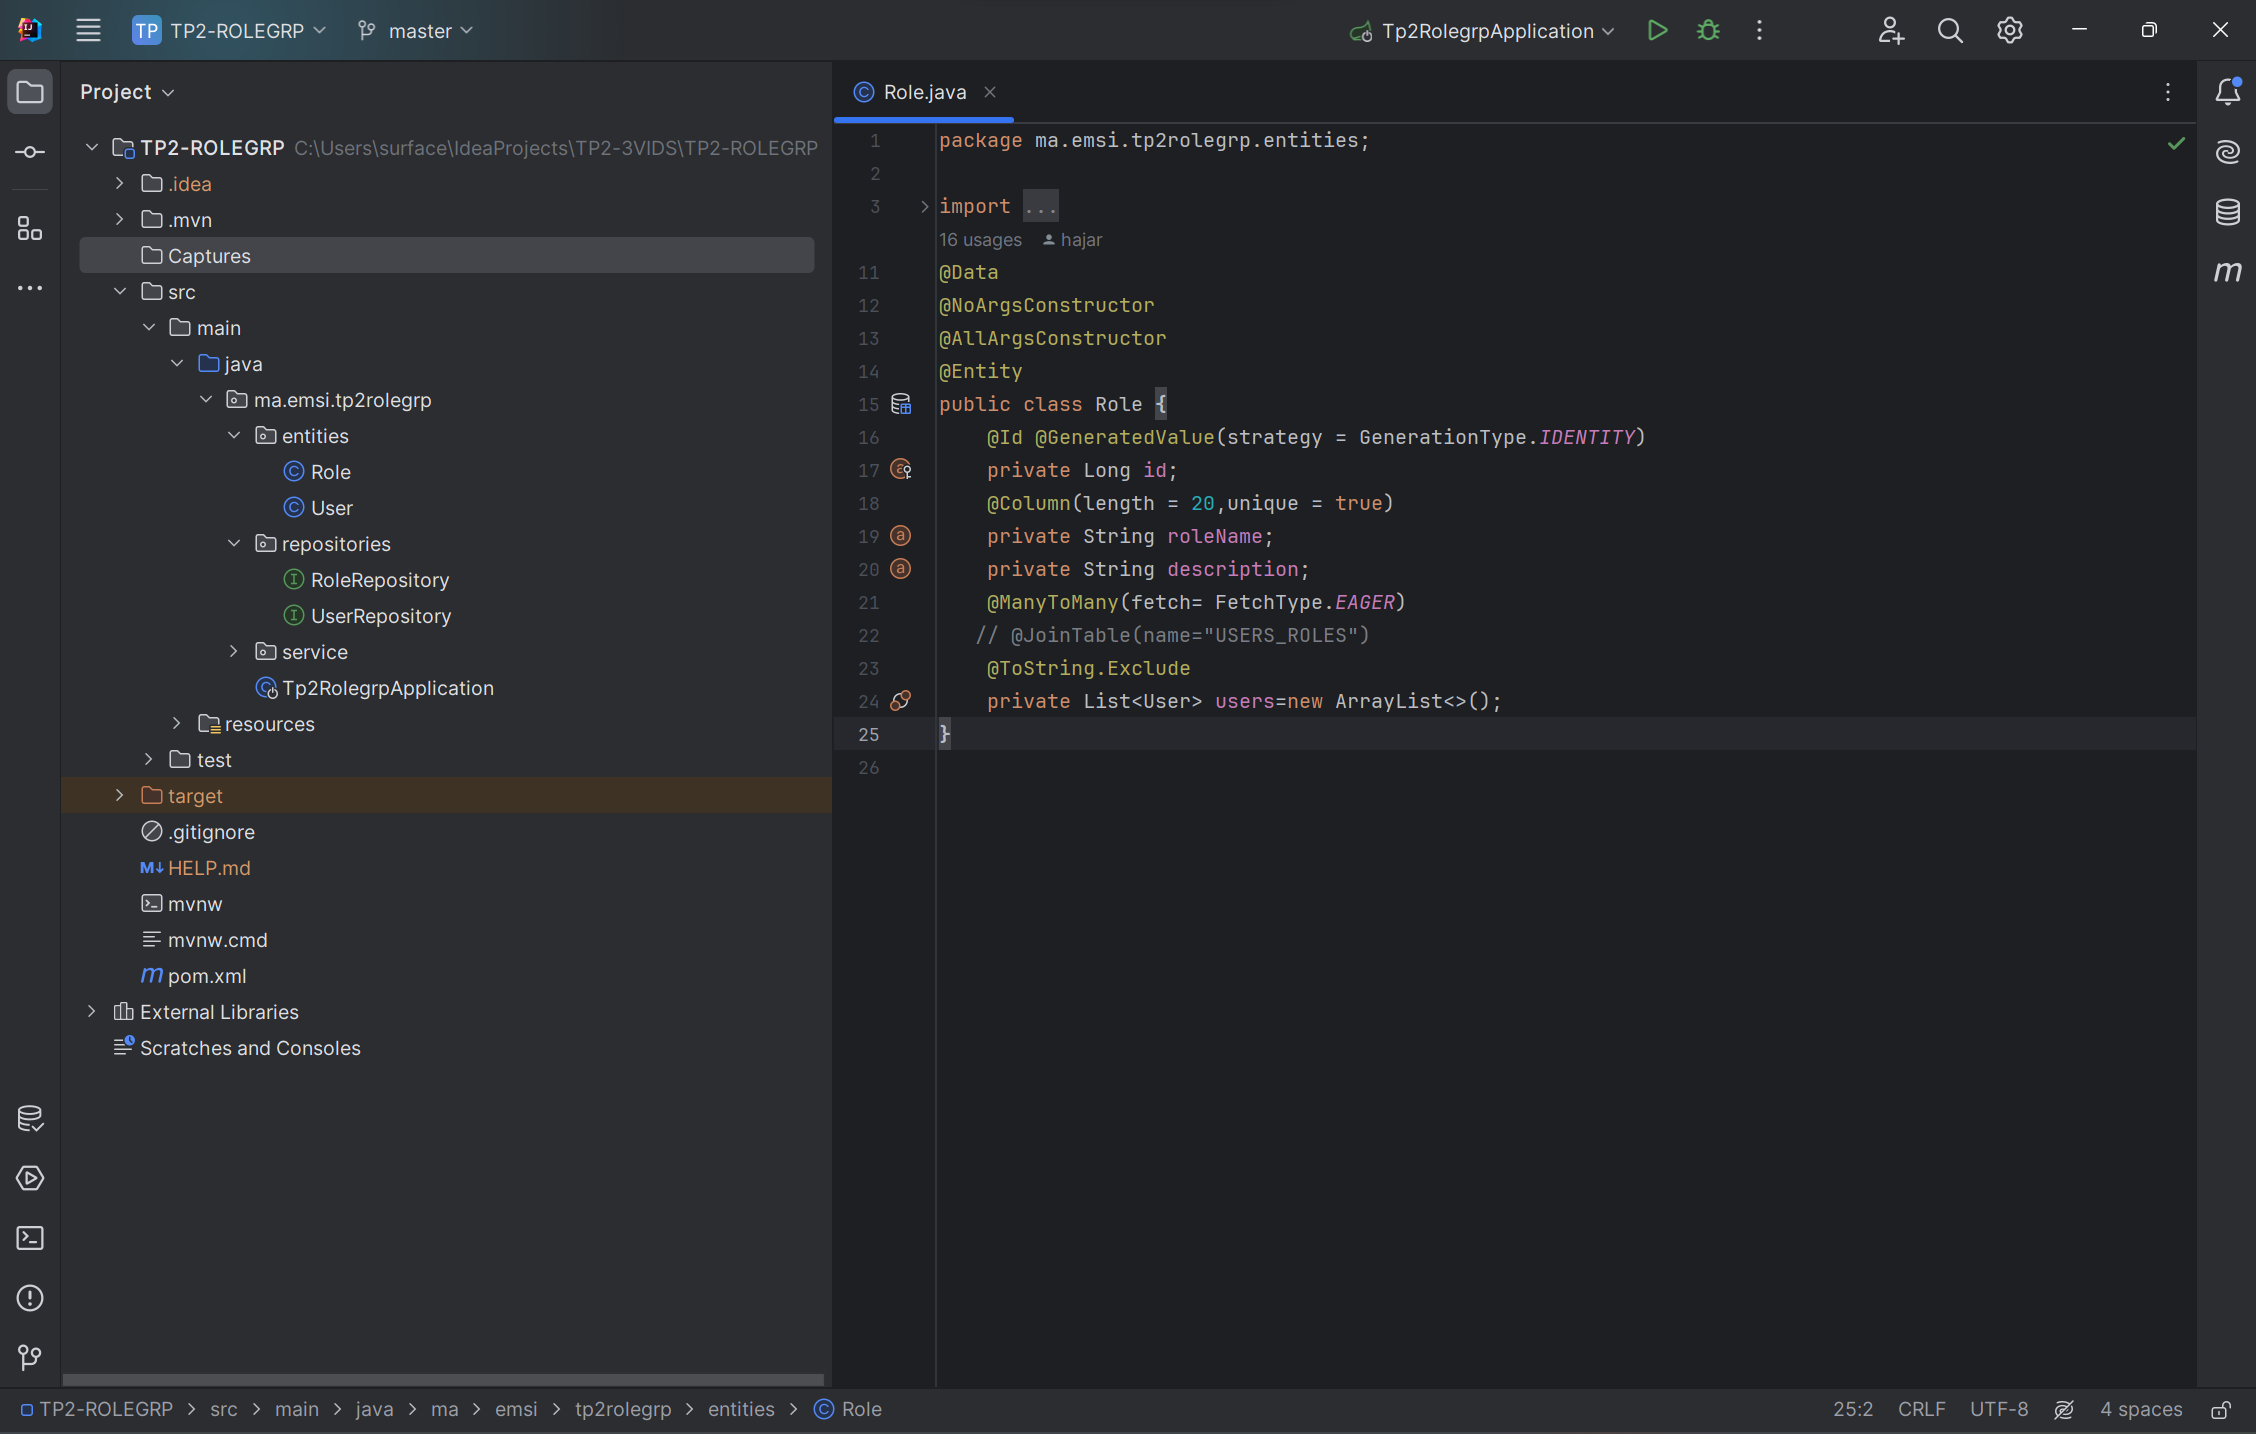 TP TP2-ROLEGRP master Tp2RolegrpApplication
Project
TP2-ROLEGRP C:\Users\surface\IdeaProjects\TP2-3VIDS\TP2-ROLEGRP
.idea
.mvn
Captures
src
main
java
ma.emsi.tp2rolegrp
entities
Role
User
repositories
RoleRepository
UserRepository
service
Tp2RolegrpApplication
resources
test
target
.gitignore
HELP.md
mvnw
mvnw.cmd
pom.xml
External Libraries
Scratches and Consoles
Role.java
1 package ma.emsi.tp2rolegrp.entities;
2
3 import ...
16 usages hajar
11 @Data
12 @NoArgsConstructor
13 @AllArgsConstructor
14 @Entity
15 public class Role {
16 @Id @GeneratedValue(strategy = GenerationType.IDENTITY)
17 private Long id;
18 @Column(length = 20,unique = true)
19 private String roleName;
20 private String description;
21 @ManyToMany(fetch= FetchType.EAGER)
22 // @JoinTable(name="USERS_ROLES")
23 @ToString.Exclude
24 private List<User> users=new ArrayList<>();
25 }
26
TP2-ROLEGRP > src > main > java > ma > emsi > tp2rolegrp > entities > Role 25:2 CRLF UTF-8 4 spaces